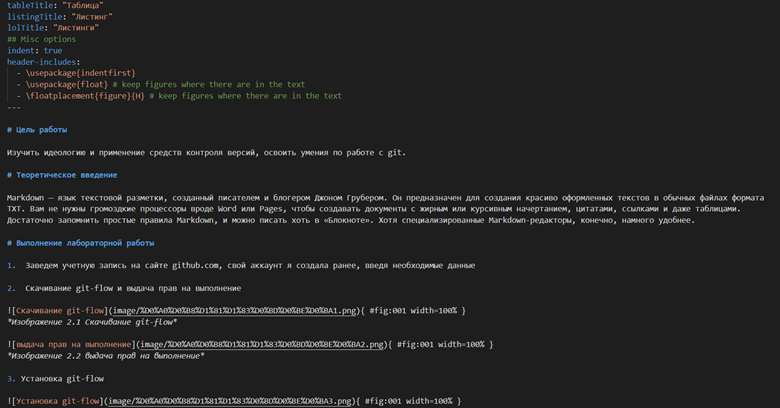 tableTitle: "Таблица"
listingTitle: "Листинг"
lolTitle: "Листинги"
## Misc options
indent: true
header-includes:
- \usepackage{indentfirst}
- \usepackage{float} # keep figures where there are in the text
- \floatplacement{figure}{H} # keep figures where there are in the text
---
# Цель работы
Изучить идеологию и применение средств контроля версий, освоить умения по работе с git.
# Теоретическое введение
Markdown — язык текстовой разметки, созданный писателем и блогером Джоном Грубером. Он предназначен для создания красиво оформленных текстов в обычных файлах формата
TXT. Вам не нужны громоздкие процессоры вроде Word или Pages, чтобы создавать документы с жирным или курсивным начертанием, цитатами, ссылками и даже таблицами.
Достаточно запомнить простые правила Markdown, и можно писать хоть в «Блокноте». Хотя специализированные Markdown-редакторы, конечно, намного удобнее.
# Выполнение лабораторной работы
1. Заведем учетную запись на сайте github.com, свой аккаунт я создала ранее, введя необходимые данные
2. Скачивание git-flow и выдача прав на выполнение
![Скачивание git-flow](image/%D0%A0%D0%B8%D1%81%D1%83%D0%BD%D0%BE%D0%BA1.png){ #fig:001 width=100% }
*Изображение 2.1 Скачивание git-flow*
![выдача прав на выполнение](image/%D0%A0%D0%B8%D1%81%D1%83%D0%BD%D0%BE%D0%BA2.png){ #fig:001 width=100% }
*Изображение 2.2 выдача прав на выполнение*
3. Установка git-flow
![Установка git-flow](image/%D0%A0%D0%B8%D1%81%D1%83%D0%BD%D0%BE%D0%BA3.png){ #fig:001 width=100% }